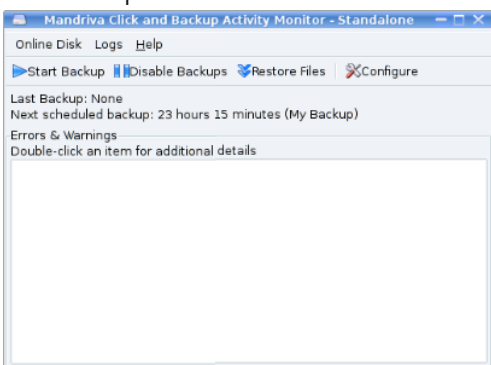 Mandriva Click and Backup Activity Monitor - Standalone
Online Disk Logs Help
Start Backup Disable Backups Restore Files Configure
Last Backup: None
Next scheduled backup: 23 hours 15 minutes (My Backup)
Errors & Warnings
Double-click an item for additional details